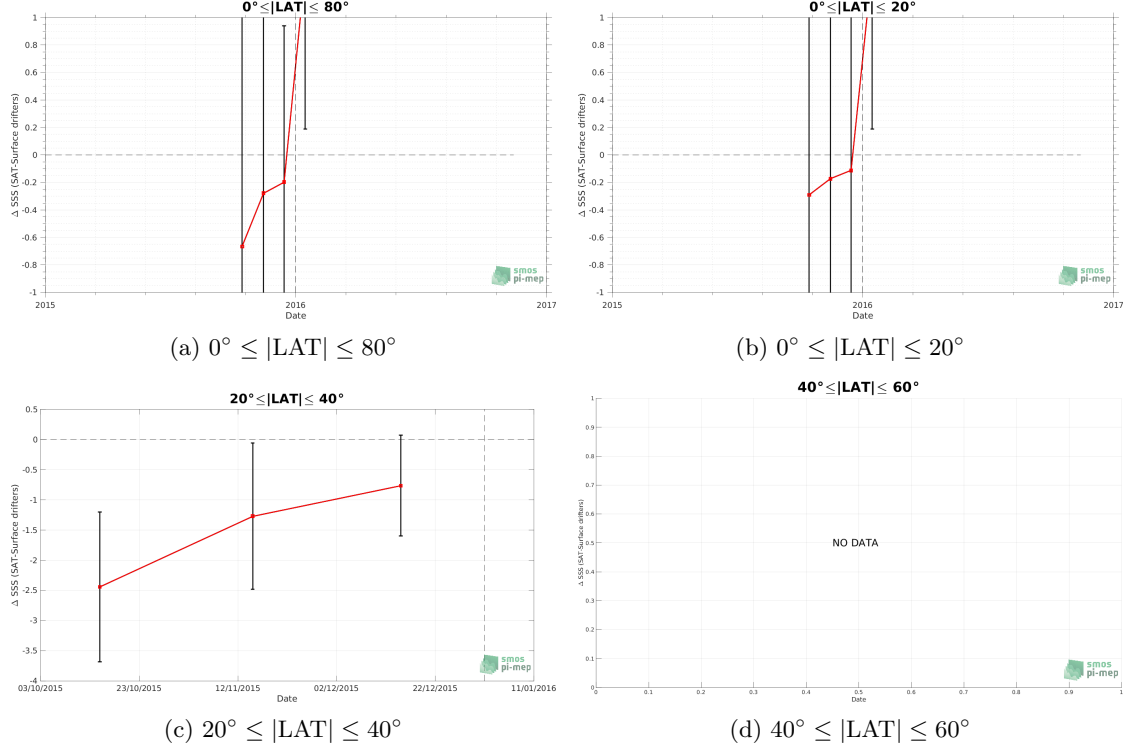 0°≤|LAT|≤ 80°
1
0.8
0.6
0.4
0.2
0
-0.2
-0.4
-0.6
-0.8
-1
Δ SSS (SAT-Surface drifters)
2015
2016
2017
Date
smos
pi-mep
(a) 0° ≤ |LAT| ≤ 80°
0°≤|LAT|≤ 20°
1
0.8
0.6
0.4
0.2
0
-0.2
-0.4
-0.6
-0.8
-1
Δ SSS (SAT-Surface drifters)
2015
2016
2017
Date
smos
pi-mep
(b) 0° ≤ |LAT| ≤ 20°
20°≤|LAT|≤ 40°
0.5
0
-0.5
-1
-1.5
-2
-2.5
-3
-3.5
-4
Δ SSS (SAT-Surface drifters)
03/10/2015
23/10/2015
12/11/2015
02/12/2015
22/12/2015
11/01/2016
Date
smos
pi-mep
(c) 20° ≤ |LAT| ≤ 40°
40°≤|LAT|≤ 60°
1
0.9
0.8
0.7
0.6
0.5
0.4
0.3
0.2
0.1
0
Δ SSS (SAT-Surface drifters)
NO DATA
0
0.1
0.2
0.3
0.4
0.5
0.6
0.7
0.8
0.9
1
Date
smos
pi-mep
(d) 40° ≤ |LAT| ≤ 60°